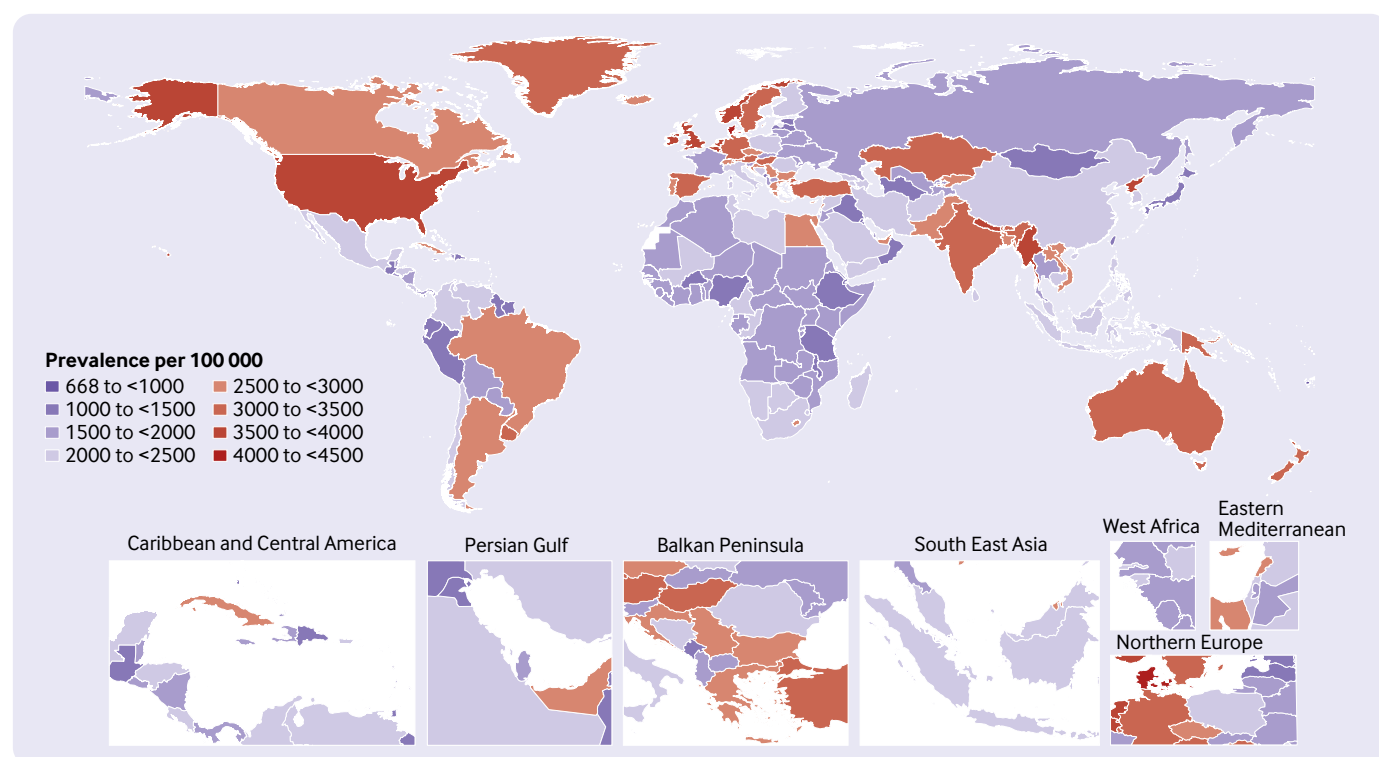 Prevalence per 100 000
668 to <1000
2500 to <3000
1000 to <1500
3000 to <3500
1500 to <2000
3500 to <4000
2000 to <2500
4000 to <4500
Caribbean and Central America
Persian Gulf
Balkan Peninsula
South East Asia
West Africa
Eastern
Mediterranean
Northern Europe